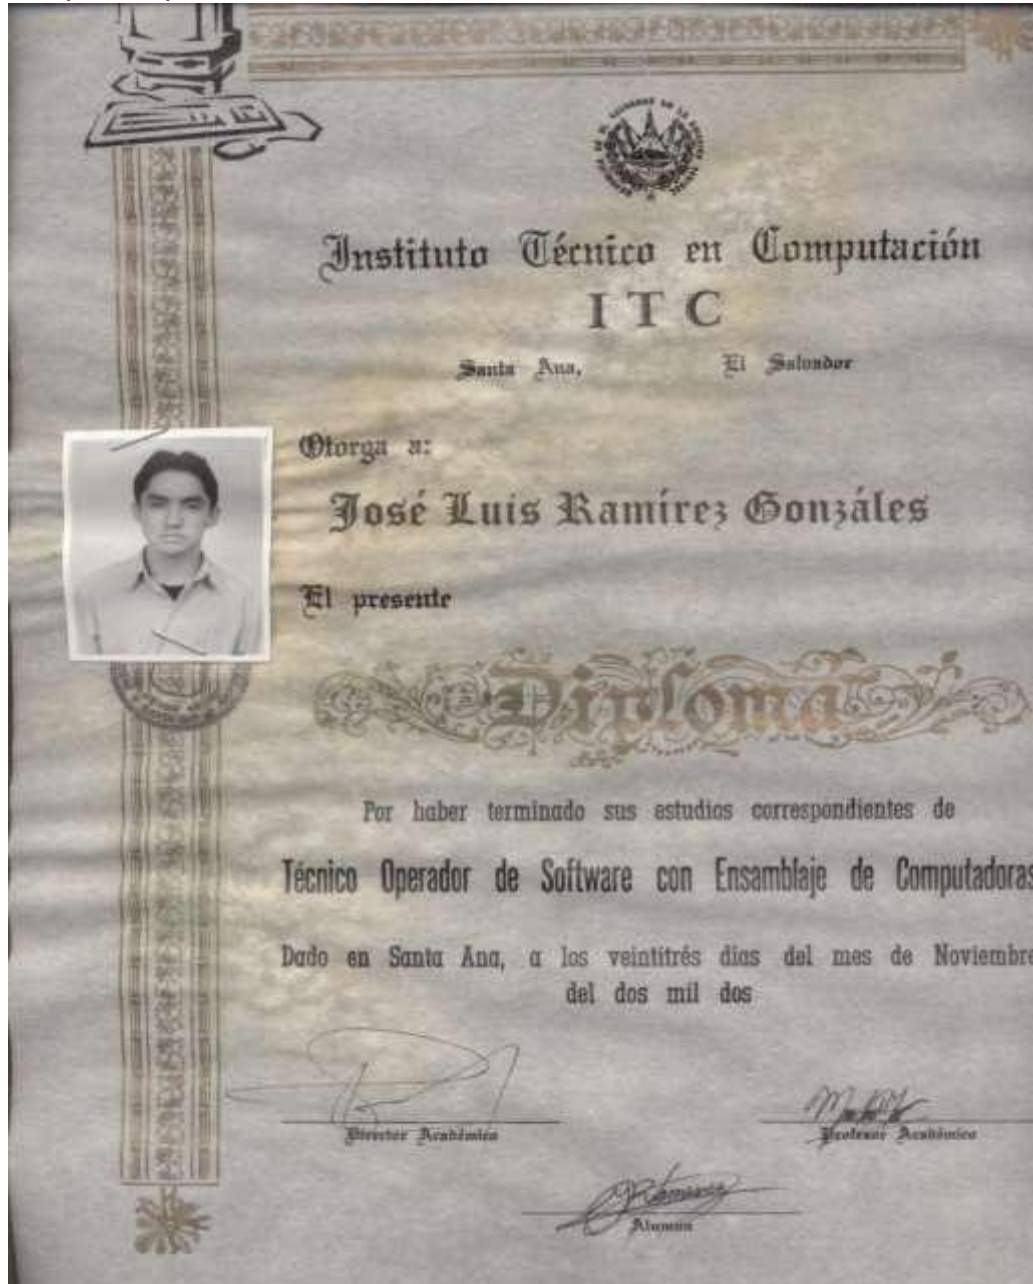 Instituto Técnico en Computación
I T C
Santa Ana, El Salvador
Otorga a:
José Luis Ramírez Gonzáles
El presente
Diploma
Por haber terminado sus estudios correspondientes de
Técnico Operador de Software con Ensamblaje de Computadoras
Dado en Santa Ana, a los veintitrés días del mes de Noviembre
del dos mil dos
Director Académico
Profesor Académico
Alumno